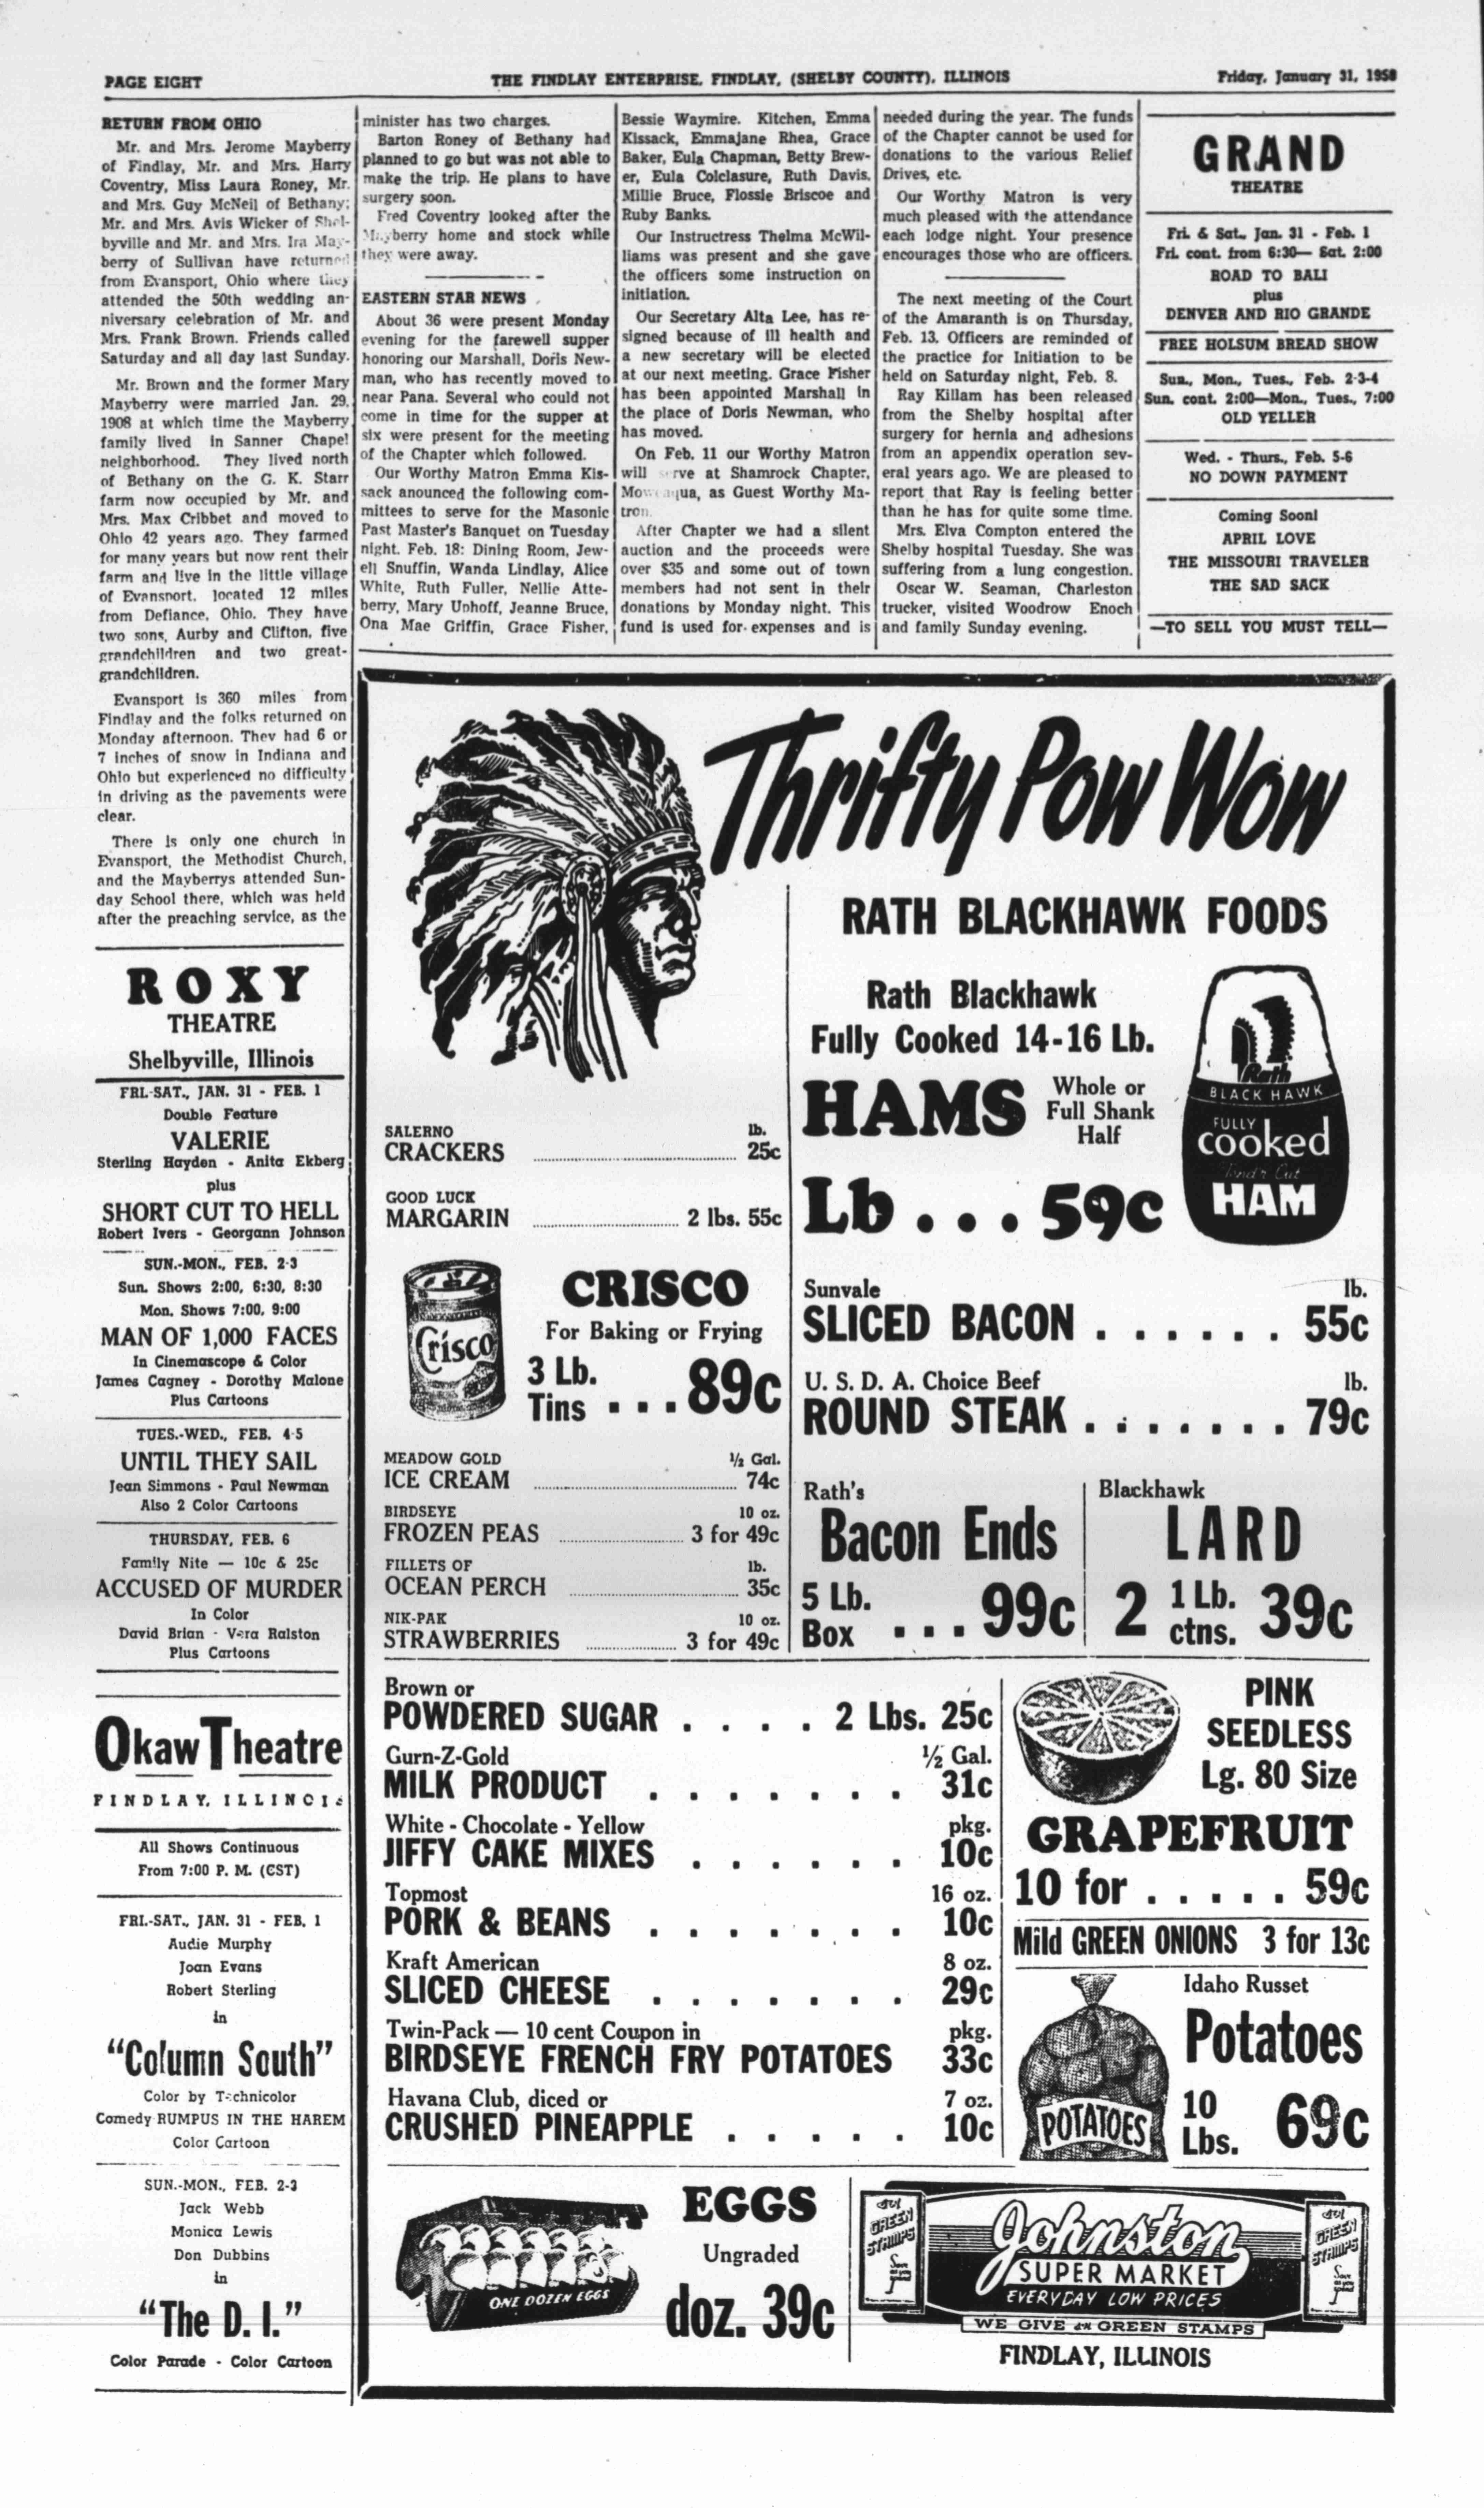 PAGE EIGHT
THE FINDLAY ENTERPRISE, FINDLAY, (SHELBY COUNTY), ILLINOIS
Friday, January 31, 1958
RETURN FROM OHIO
Mr. and Mrs. Jerome Mayberry
of Findlay, Mr. and Mrs. Harry
Coventry, Miss Laura Roney, Mr.
and Mrs. Guy McNeil of Bethany;
Mr. and Mrs. Avis Wicker of Shel-
byville and Mr. and Mrs. Ira May-
berry of Sullivan have returned
from Evansport, Ohio where they
attended the 50th wedding an-
niversary celebration of Mr. and
Mrs. Frank Brown. Friends called
Saturday and all day last Sunday.
Mr. Brown and the former Mary
Mayberry were married Jan. 29,
1908 at which time the Mayberry
family lived in Sanner Chapel
neighborhood. They lived north
of Bethany on the G. K. Starr
farm now occupied by Mr. and
Mrs. Max Cribbet and moved to
Ohio 42 years ago. They farmed
for many years but now rent their
farm and live in the little village
of Evansport, located 12 miles
from Defiance, Ohio. They have
two sons, Aurby and Clifton, five
grandchildren and two great-
grandchildren.
Evansport is 360 miles from
Findlay and the folks returned on
Monday afternoon. They had 6 or
7 inches of snow in Indiana and
Ohio but experienced no difficulty
in driving as the pavements were
clear.
There is only one church in
Evansport, the Methodist Church,
and the Mayberrys attended Sun-
day School there, which was held
after the preaching service, as the
minister has two charges.
Barton Roney of Bethany had
planned to go but was not able to
make the trip. He plans to have
surgery soon.
Fred Coventry looked after the
Mayberry home and stock while
they were away.
EASTERN STAR NEWS
About 36 were present Monday
evening for the farewell supper
honoring our Marshall, Doris New-
man, who has recently moved to
near Pana. Several who could not
come in time for the supper at
six were present for the meeting
of the Chapter which followed.
Our Worthy Matron Emma Kis-
sack anounced the following com-
mittees to serve for the Masonic
Past Master's Banquet on Tuesday
night. Feb. 18: Dining Room, Jew-
ell Snuffin, Wanda Lindlay, Alice
White, Ruth Fuller, Nellie Atte-
berry, Mary Uphoff, Jeanne Bruce,
Ona Mae Griffin, Grace Fisher,
Bessie Waymire. Kitchen, Emma
Kissack, Emmajane Rhea, Grace
Baker, Eula Chapman, Betty Brew-
er, Eula Colclasure, Ruth Davis,
Millie Bruce, Flossie Briscoe and
Ruby Banks.
Our Instructress Thelma McWil-
liams was present and she gave
the officers some instruction on
initiation.
Our Secretary Alta Lee, has re-
signed because of ill health and
a new secretary will be elected
at our next meeting. Grace Fisher
has been appointed Marshall in
the place of Doris Newman, who
has moved.
On Feb. 11 our Worthy Matron
will rve at Shamrock Chapter,
Moweaqua, as Guest Worthy Ma-
tron.
After Chapter we had a silent
auction and the proceeds were
over $35 and some out of town
members had not sent in their
donations by Monday night. This
fund is used for expenses and is
needed during the year. The funds
of the Chapter cannot be used for
donations to the various Relief
Drives, etc.
Our Worthy Matron is very
much pleased with the attendance
each lodge night. Your presence
encourages those who are officers.
The next meeting of the Court
of the Amaranth is on Thursday,
Feb. 13. Officers are reminded of
the practice for Initiation to be
held on Saturday night, Feb. 8.
Ray Killam has been released
from the Shelby hospital after
surgery for hernia and adhesions
from an appendix operation sev-
eral years ago. We are pleased to
report that Ray is feeling better
than he has for quite some time.
Mrs. Elva Compton entered the
Shelby hospital Tuesday. She was
suffering from a lung congestion.
Oscar W. Seaman, Charleston
trucker, visited Woodrow Enoch
and family Sunday evening.
GRAND
THEATRE
Fri. & Sat., Jan. 31 - Feb. 1
Fri. cont. from 6:30— Sat. 2:00
ROAD TO BALI
plus
DENVER AND RIO GRANDE
FREE HOLSUM BREAD SHOW
Sun., Mon., Tues., Feb. 2-3-4
Sun. cont. 2:00—Mon., Tues., 7:00
OLD YELLER
Wed. - Thurs., Feb. 5-6
NO DOWN PAYMENT
Coming Soon!
APRIL LOVE
THE MISSOURI TRAVELER
THE SAD SACK
—TO SELL YOU MUST TELL—
ROXY
THEATRE
Shelbyville, Illinois
FRI.-SAT., JAN. 31 - FEB. 1
Double Feature
VALERIE
Sterling Hayden - Anita Ekberg
plus
SHORT CUT TO HELL
Robert Ivers - Georgann Johnson
SUN.-MON., FEB. 2-3
Sun. Shows 2:00, 6:30, 8:30
Mon. Shows 7:00, 9:00
MAN OF 1,000 FACES
In Cinemascope & Color
James Cagney - Dorothy Malone
Plus Cartoons
TUES.-WED., FEB. 4-5
UNTIL THEY SAIL
Jean Simmons - Paul Newman
Also 2 Color Cartoons
THURSDAY, FEB. 6
Family Nite — 10c & 25c
ACCUSED OF MURDER
In Color
David Brian - Vera Ralston
Plus Cartoons
Okaw Theatre
FINDLAY, ILLINOIS
All Shows Continuous
From 7:00 P. M. (CST)
FRI.-SAT., JAN. 31 - FEB. 1
Audie Murphy
Joan Evans
Robert Sterling
in
"Column South"
Color by Technicolor
Comedy RUMPUS IN THE HAREM
Color Cartoon
SUN.-MON., FEB. 2-3
Jack Webb
Monica Lewis
Don Dubbins
in
"The D. I."
Color Parade - Color Cartoon
Thrifty Pow Wow
RATH BLACKHAWK FOODS
Rath Blackhawk
Fully Cooked 14-16 Lb.
HAMS Whole or
Full Shank
Half
Lb . . . 59c
Rath
BLACK HAWK
FULLY
cooked
Tend'r Cut
HAM
SALERNO lb.
CRACKERS 25c
GOOD LUCK
MARGARIN 2 lbs. 55c
Crisco
CRISCO
For Baking or Frying
3 Lb.
Tins . . . 89c
MEADOW GOLD ½ Gal.
ICE CREAM 74c
BIRDSEYE 10 oz.
FROZEN PEAS 3 for 49c
FILLETS OF lb.
OCEAN PERCH 35c
NIK-PAK 10 oz.
STRAWBERRIES 3 for 49c
Sunvale lb.
SLICED BACON . . . . . . 55c
U. S. D. A. Choice Beef lb.
ROUND STEAK . . . . . . . 79c
Rath's
Bacon Ends
5 Lb.
Box . . . 99c
Blackhawk
LARD
2 1 Lb.
ctns. 39c
Brown or
POWDERED SUGAR . . . . 2 Lbs. 25c
Gurn-Z-Gold ½ Gal.
MILK PRODUCT . . . . . . . 31c
White - Chocolate - Yellow pkg.
JIFFY CAKE MIXES . . . . . . 10c
Topmost 16 oz.
PORK & BEANS . . . . . . . 10c
Kraft American 8 oz.
SLICED CHEESE . . . . . . . 29c
Twin-Pack — 10 cent Coupon in pkg.
BIRDSEYE FRENCH FRY POTATOES 33c
Havana Club, diced or 7 oz.
CRUSHED PINEAPPLE . . . . . 10c
PINK
SEEDLESS
Lg. 80 Size
GRAPEFRUIT
10 for . . . . . 59c
Mild GREEN ONIONS 3 for 13c
Idaho Russet
Potatoes
10
Lbs. 69c
POTATOES
ONE DOZEN EGGS
EGGS
Ungraded
doz. 39c
GREEN
STAMPS
Johnston
SUPER MARKET
EVERYDAY LOW PRICES
WE GIVE GREEN STAMPS
GREEN
STAMPS
FINDLAY, ILLINOIS